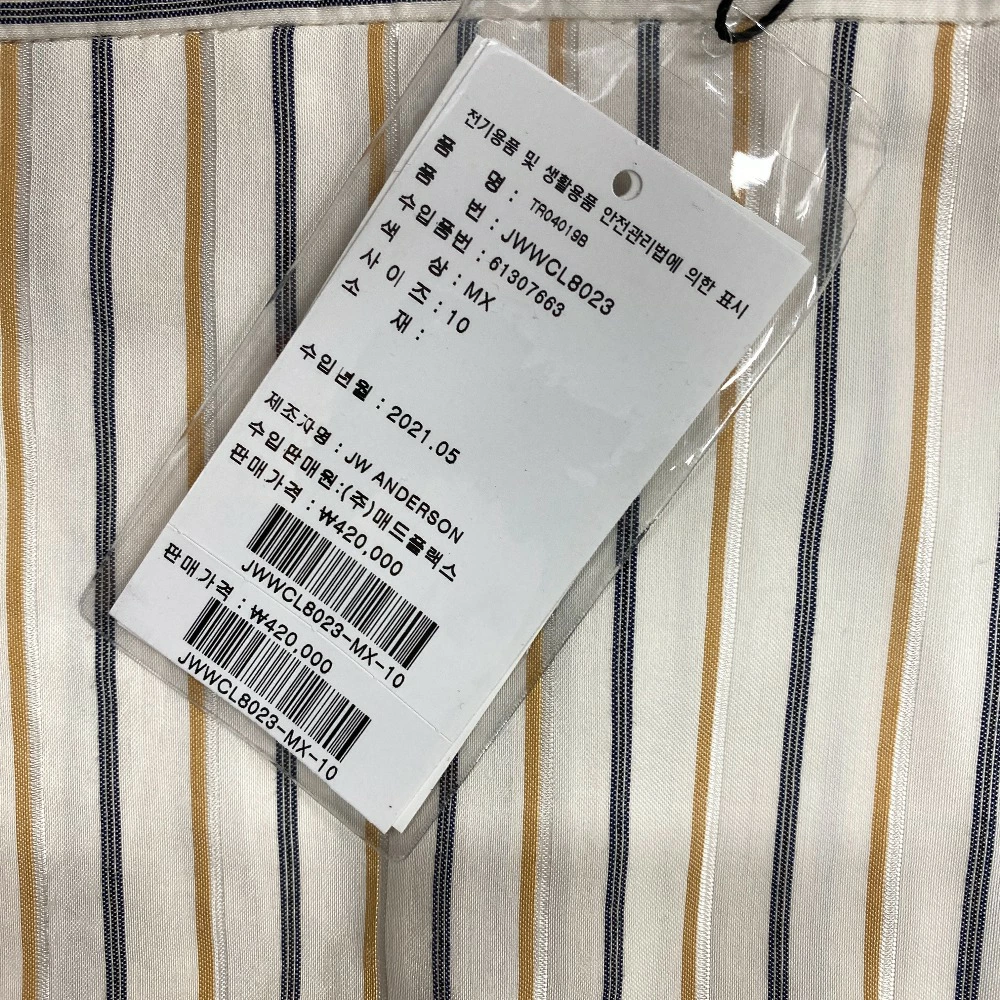 전기용품 및 생활용품 안전관리법에 의한 표시
품 명 : TR04019B
품 번 : JWWCL8023
수입품번 : 61307663
색 상 : MX
사이즈 : 10
소 재 :
수입년월 : 2021.05
제조자명 : JW ANDERSON
수입판매원:(주)매드플랙스
판매가격 : ₩420,000
JWWCL8023-MX-10
판매가격 : ₩420,000
JWWCL8023-MX-10